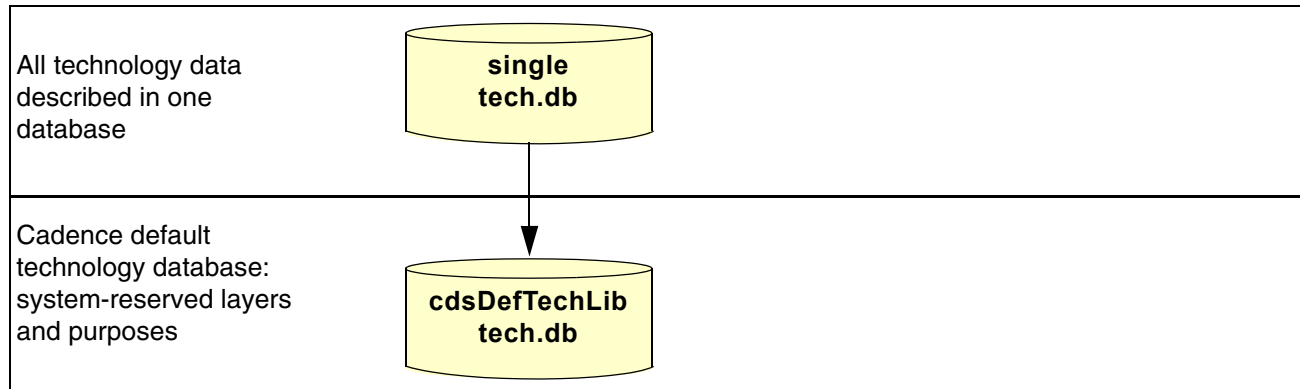 All technology data
described in one
database
single
tech.db
Cadence default
technology database:
system-reserved layers
and purposes
cdsDefTechLib
tech.db